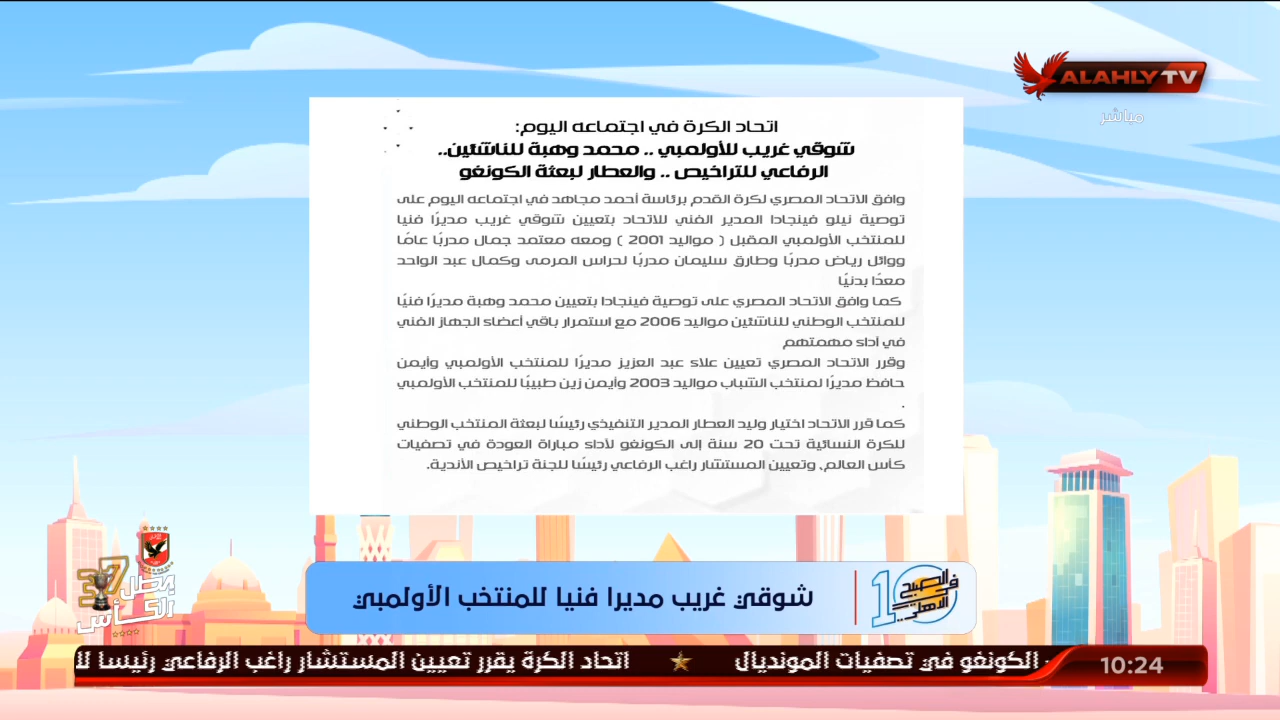 ALAHLY TV
مباشر
اتحاد الكرة في اجتماعه اليوم:
شوقي غريب للأولمبي .. محمد وهبة للناشئين..
الرفاعي للتراخيص .. والعطار لبعثة الكونغو
وافق الاتحاد المصري لكرة القدم برئاسة أحمد مجاهد في اجتماعه اليوم على
توصية نيلو فينجادا المدير الفني للاتحاد بتعيين شوقي غريب مديرًا فنيا
للمنتخب الأولمبي المقبل ( مواليد 2001 ) ومعه معتمد جمال مدربًا عامًا
ووائل رياض مدربًا وطارق سليمان مدربًا لحراس المرمى وكمال عبد الواحد
معدًا بدنيًا
كما وافق الاتحاد المصري على توصية فينجادا بتعيين محمد وهبة مديرًا فنيًا
للمنتخب الوطني للناشئين مواليد 2006 مع استمرار باقي أعضاء الجهاز الفني
في أداء مهمتهم
وقرر الاتحاد المصري تعيين علاء عبد العزيز مديرًا للمنتخب الأولمبي وأيمن
حافظ مديرًا لمنتخب الشباب مواليد 2003 وأيمن زين طبيبًا للمنتخب الأولمبي
.
كما قرر الاتحاد اختيار وليد العطار المدير التنفيذي رئيسًا لبعثة المنتخب الوطني
للكرة النسائية تحت 20 سنة إلى الكونغو لأداء مباراة العودة في تصفيات
كأس العالم، وتعيين المستشار راغب الرفاعي رئيسًا للجنة تراخيص الأندية.
37
بطل
الكأس
10 الصبح
في
الاهلي
شوقي غريب مديرا فنيا للمنتخب الأولمبي
الكونغو في تصفيات المونديال ★ اتحاد الكرة يقرر تعيين المستشار راغب الرفاعي رئيسا لل
10:24